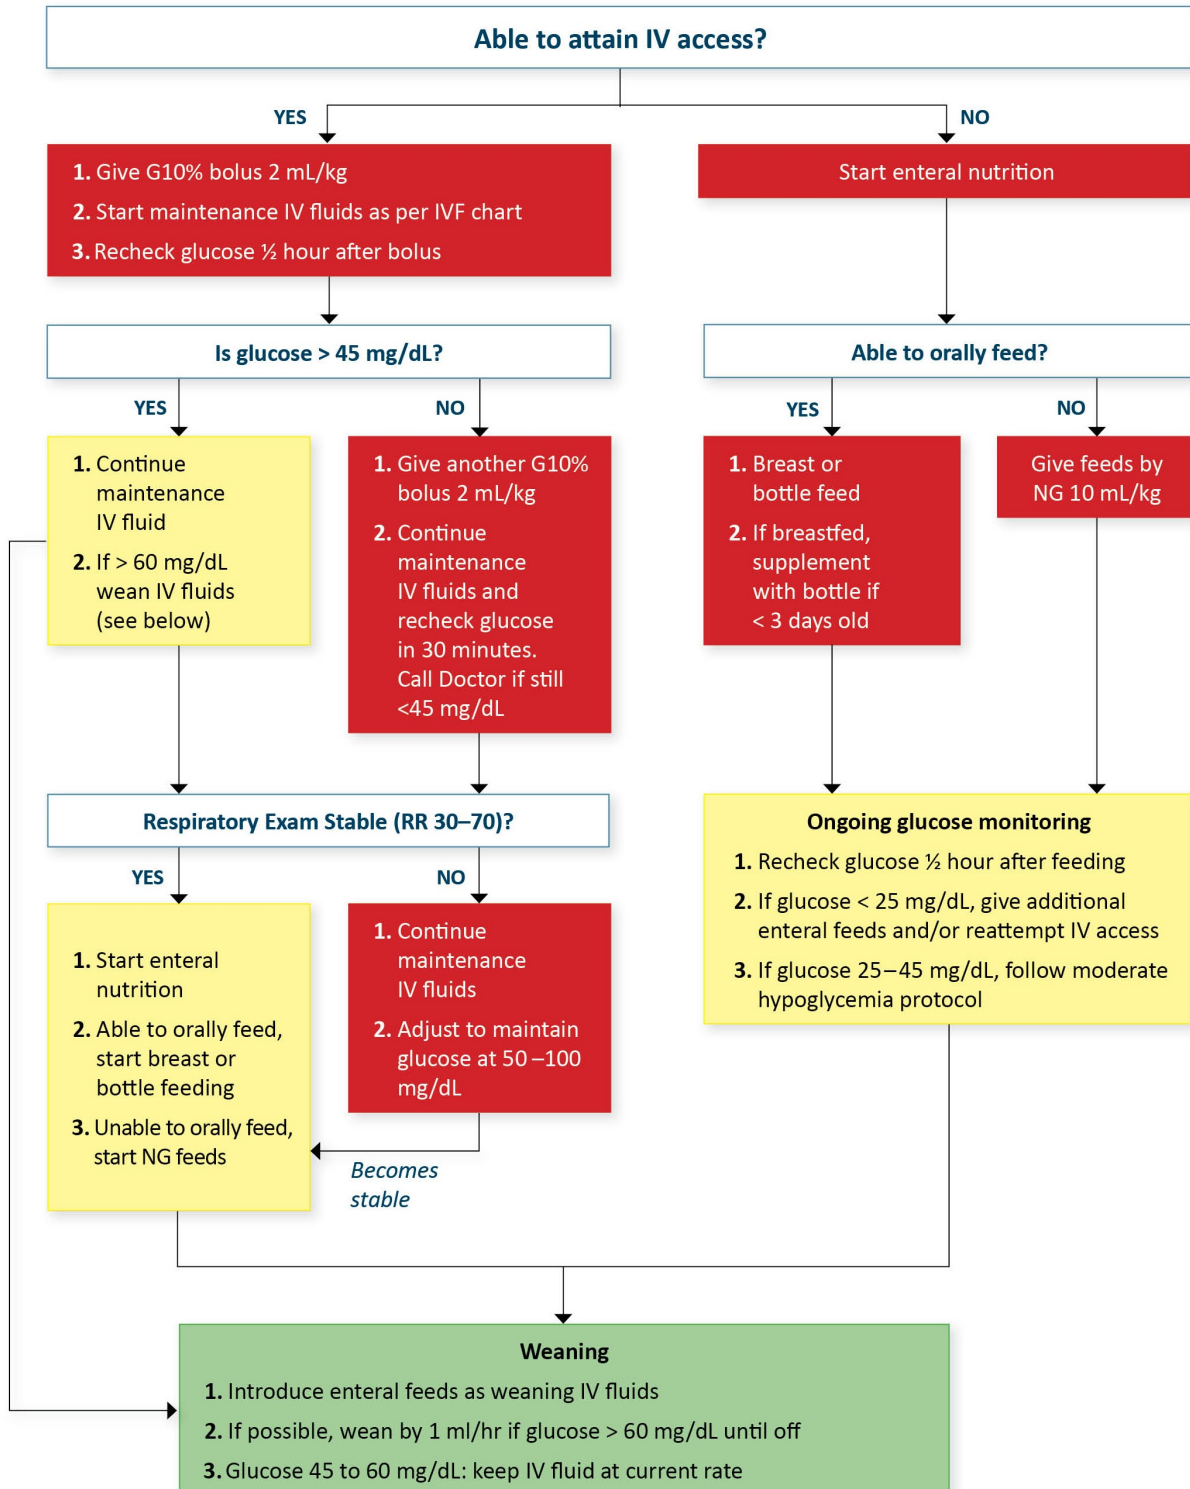 Able to attain IV access?
YES
NO
1. Give G10% bolus 2 mL/kg
2. Start maintenance IV fluids as per IVF chart
3. Recheck glucose ½ hour after bolus
Start enteral nutrition
Is glucose > 45 mg/dL?
YES
NO
Able to orally feed?
YES
NO
1. Continue
maintenance
IV fluid
2. If > 60 mg/dL
wean IV fluids
(see below)
1. Give another G10%
bolus 2 mL/kg
2. Continue
maintenance
IV fluids and
recheck glucose
in 30 minutes.
Call Doctor if still
<45 mg/dL
1. Breast or
bottle feed
2. If breastfed,
supplement
with bottle if
< 3 days old
Give feeds by
NG 10 mL/kg
Respiratory Exam Stable (RR 30–70)?
YES
NO
1. Start enteral
nutrition
2. Able to orally feed,
start breast or
bottle feeding
3. Unable to orally feed,
start NG feeds
1. Continue
maintenance
IV fluids
2. Adjust to maintain
glucose at 50–100
mg/dL
Becomes
stable
Ongoing glucose monitoring
1. Recheck glucose ½ hour after feeding
2. If glucose < 25 mg/dL, give additional
enteral feeds and/or reattempt IV access
3. If glucose 25–45 mg/dL, follow moderate
hypoglycemia protocol
Weaning
1. Introduce enteral feeds as weaning IV fluids
2. If possible, wean by 1 ml/hr if glucose > 60 mg/dL until off
3. Glucose 45 to 60 mg/dL: keep IV fluid at current rate